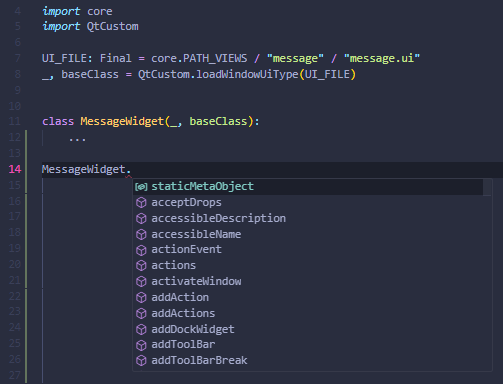 4 import core
5 import QtCustom
6
7 UI_FILE: Final = core.PATH_VIEWS / "message" / "message.ui"
8 _, baseClass = QtCustom.loadWindowUiType(UI_FILE)
9
10
11 class MessageWidget(_, baseClass):
12 ...
13
14 MessageWidget.
15 staticMetaObject
16 acceptDrops
17 accessibleDescription
18 accessibleName
19 actionEvent
20 actions
21 activateWindow
22 addAction
23 addActions
24 addDockWidget
25 addToolBar
26 addToolBarBreak
27